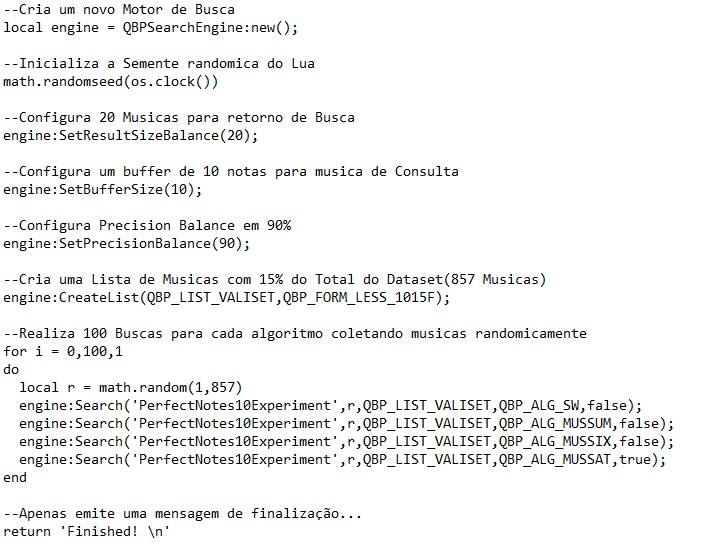 --Cria um novo Motor de Busca
local engine = QBPSearchEngine:new();
--Inicializa a Semente randomica do Lua
math.randomseed(os.clock())
--Configura 20 Musicas para retorno de Busca
engine:SetResultSizeBalance(20);
--Configura um buffer de 10 notas para musica de Consulta
engine:SetBufferSize(10);
--Configura Precision Balance em 90%
engine:SetPrecisionBalance(90);
--Cria uma Lista de Musicas com 15% do Total do Dataset(857 Musicas)
engine:CreateList(QBP_LIST_VALISET,QBP_FORM_LESS_1015F);
--Realiza 100 Buscas para cada algoritmo coletando musicas randomicamente
for i = 0,100,1
do
  local r = math.random(1,857)
  engine:Search('PerfectNotes10Experiment',r,QBP_LIST_VALISET,QBP_ALG_SW,false);
  engine:Search('PerfectNotes10Experiment',r,QBP_LIST_VALISET,QBP_ALG_MUSSUM,false);
  engine:Search('PerfectNotes10Experiment',r,QBP_LIST_VALISET,QBP_ALG_MUSSIX,false);
  engine:Search('PerfectNotes10Experiment',r,QBP_LIST_VALISET,QBP_ALG_MUSSAT,true);
end
--Apenas emite uma mensagem de finalização...
return 'Finished! \n'